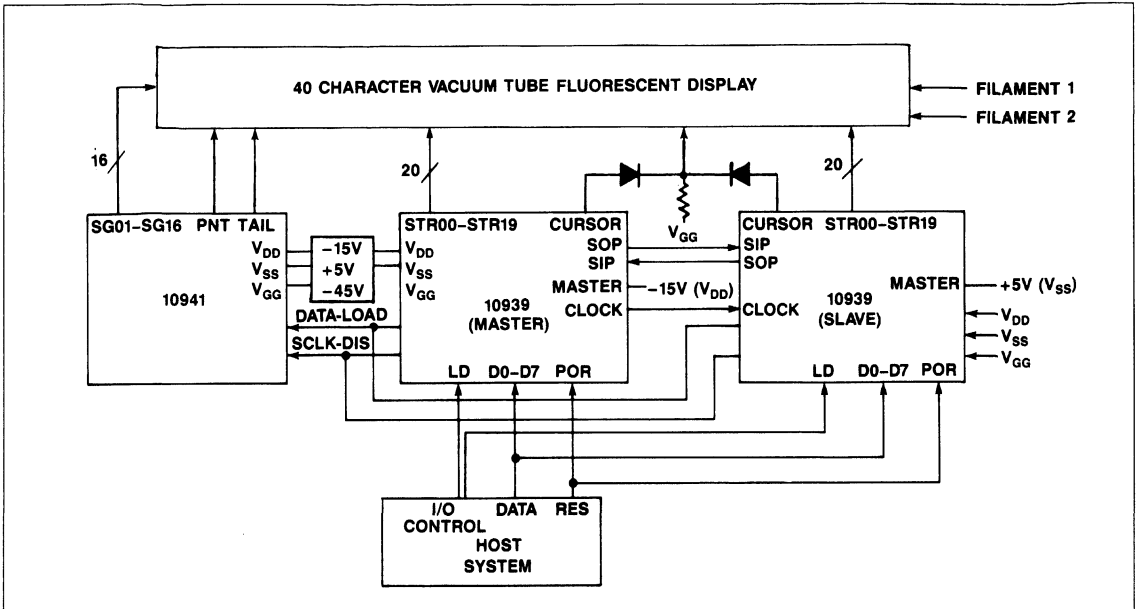 40 CHARACTER VACUUM TUBE FLUORESCENT DISPLAY
FILAMENT 1
FILAMENT 2
16
20
20
SG01–SG16 PNT TAIL
VDD
VSS
VGG
10941
–15V
+5V
–45V
DATA-LOAD
SCLK-DIS
STR00–STR19 CURSOR
VDD
VSS
VGG
SOP
SIP
MASTER
CLOCK
10939
(MASTER)
LD D0–D7 POR
VGG
–15V (VDD)
CURSOR STR00–STR19
SIP
SOP
MASTER
CLOCK
10939
(SLAVE)
LD D0–D7 POR
+5V (VSS)
VDD
VSS
VGG
I/O DATA RES
CONTROL
HOST
SYSTEM